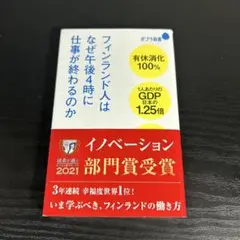 ポプラ新書
フィンランド人は
なぜ午後4時に
仕事が終わるのか
有休消化
100%
1人あたりの
GDP
日本の
1.25倍
2021
イノベーション
部門賞受賞
3年連続 幸福度世界1位!
いま学ぶべき、フィンランドの働き方